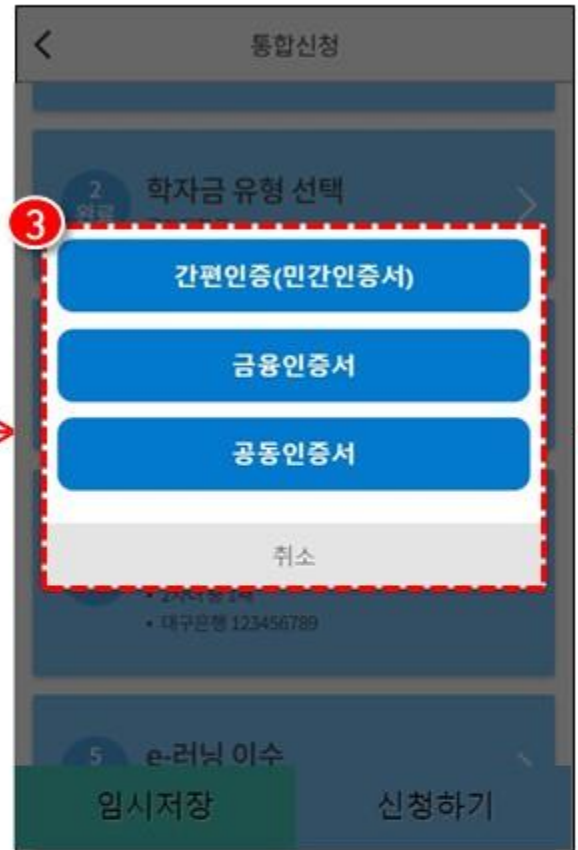 통합신청
2
완료
학자금 유형 선택
3
간편인증(민간인증서)
금융인증서
공동인증서
취소
• 대구은행 123456789
5
e-러닝 이수
임시저장
신청하기